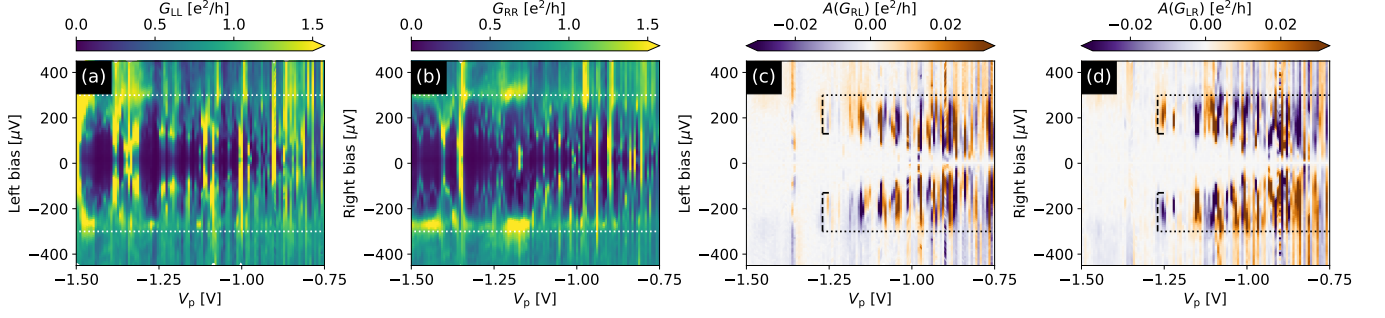 G_LL [e²/h]
0.0 0.5 1.0 1.5
(a)
400
200
0
−200
−400
Left bias [μV]
−1.50 −1.25 −1.00 −0.75
V_p [V]
G_RR [e²/h]
0.0 0.5 1.0 1.5
(b)
400
200
0
−200
−400
Right bias [μV]
−1.50 −1.25 −1.00 −0.75
V_p [V]
A(G_RL) [e²/h]
−0.02 0.00 0.02
(c)
400
200
0
−200
−400
Left bias [μV]
−1.50 −1.25 −1.00 −0.75
V_p [V]
A(G_LR) [e²/h]
−0.02 0.00 0.02
(d)
400
200
0
−200
−400
Right bias [μV]
−1.50 −1.25 −1.00 −0.75
V_p [V]